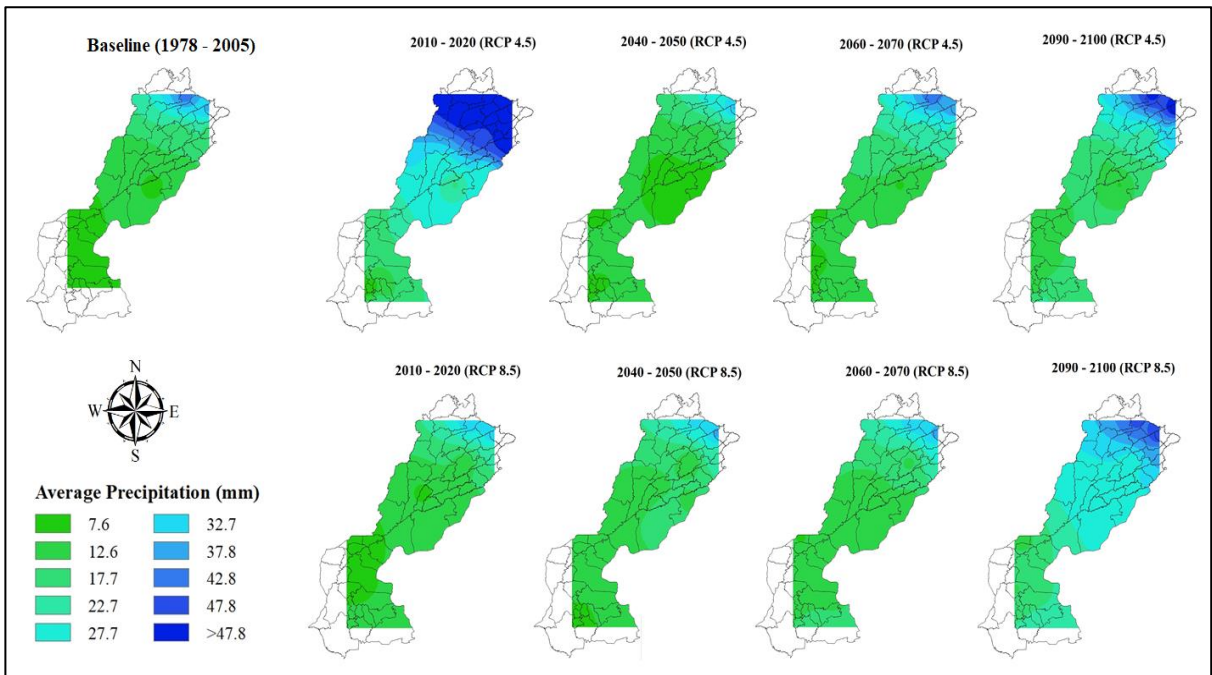 Baseline (1978 - 2005)
2010 - 2020 (RCP 4.5)
2040 - 2050 (RCP 4.5)
2060 - 2070 (RCP 4.5)
2090 - 2100 (RCP 4.5)
N
W E
S
2010 - 2020 (RCP 8.5)
2040 - 2050 (RCP 8.5)
2060 - 2070 (RCP 8.5)
2090 - 2100 (RCP 8.5)
Average Precipitation (mm)
7.6 32.7
12.6 37.8
17.7 42.8
22.7 47.8
27.7 >47.8